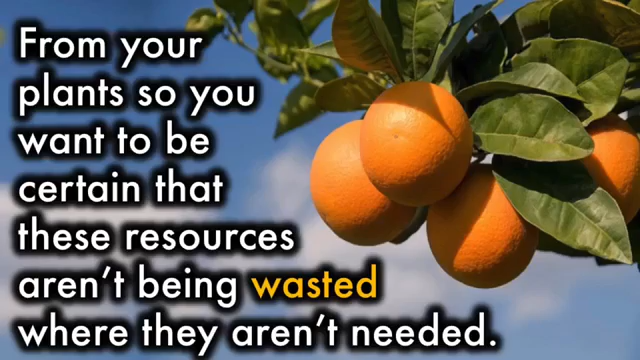 From your
plants so you
want to be
certain that
these resources
aren't being wasted
where they aren't needed.